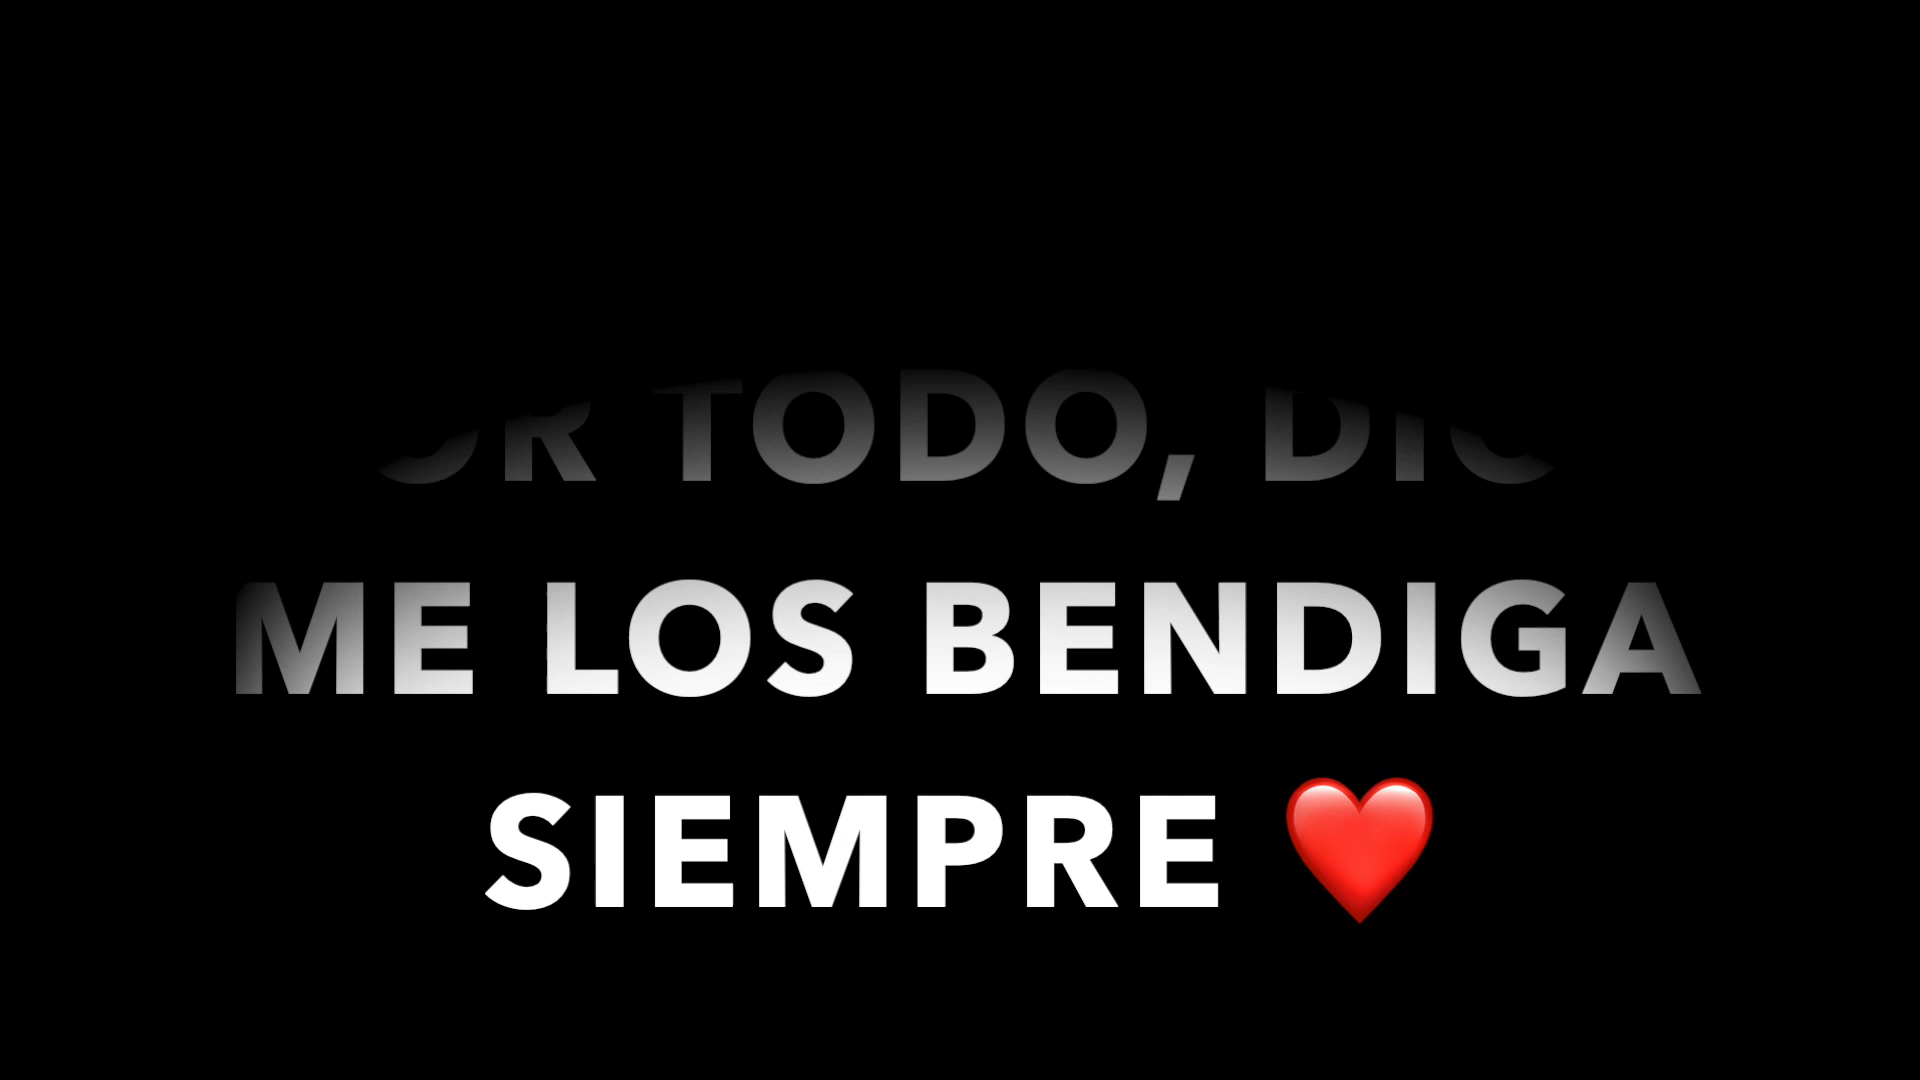 TODO,
ME LOS BENDIGA
SIEMPRE ❤️